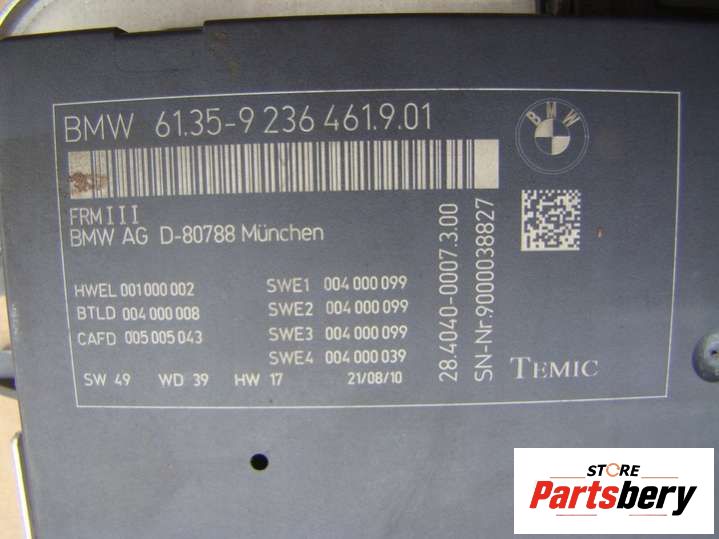 BMW 61.35-9 236 461.9.01
BMW
FRM III
BMW AG D-80788 München
HWEL 001 000 002
BTLD 004 000 008
CAFD 005 005 043
SWE1 004 000 099
SWE2 004 000 099
SWE3 004 000 099
SWE4 004 000 039
SW 49 WD 39 HW 17 21/08/10
28.4040-0007.3.00
SN-Nr.9000038827
TEMIC
STORE
Partsbery